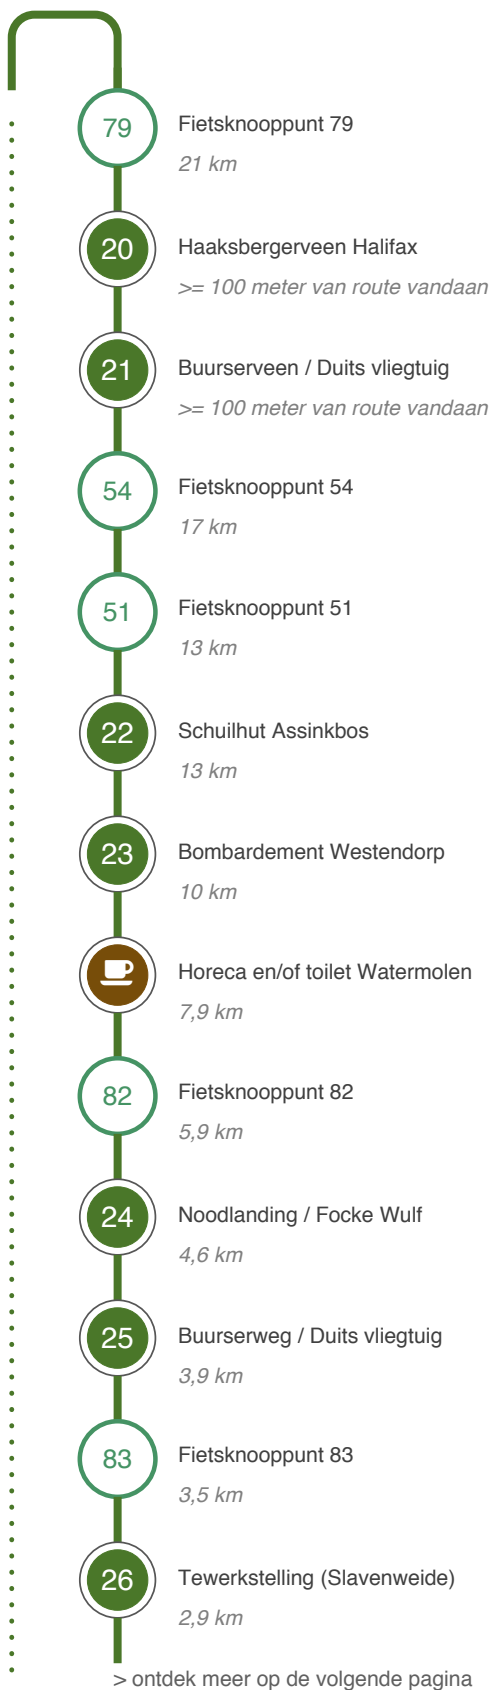 79
Fietsknooppunt 79
21 km
20
Haaksbergerveen Halifax
>= 100 meter van route vandaan
21
Buurserveen / Duits vliegtuig
>= 100 meter van route vandaan
54
Fietsknooppunt 54
17 km
51
Fietsknooppunt 51
13 km
22
Schuilhut Assinkbos
13 km
23
Bombardement Westendorp
10 km
Horeca en/of toilet Watermolen
7,9 km
82
Fietsknooppunt 82
5,9 km
24
Noodlanding / Focke Wulf
4,6 km
25
Buurserweg / Duits vliegtuig
3,9 km
83
Fietsknooppunt 83
3,5 km
26
Tewerkstelling (Slavenweide)
2,9 km
> ontdek meer op de volgende pagina